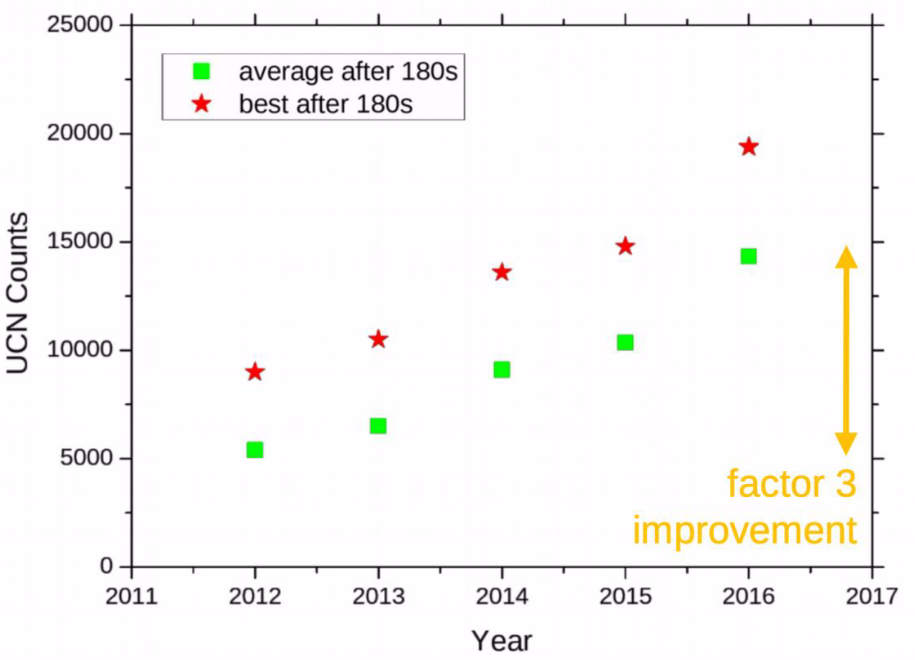 25000
20000
15000
10000
5000
0
UCN Counts
average after 180s
best after 180s
factor 3
improvement
2011 2012 2013 2014 2015 2016 2017
Year